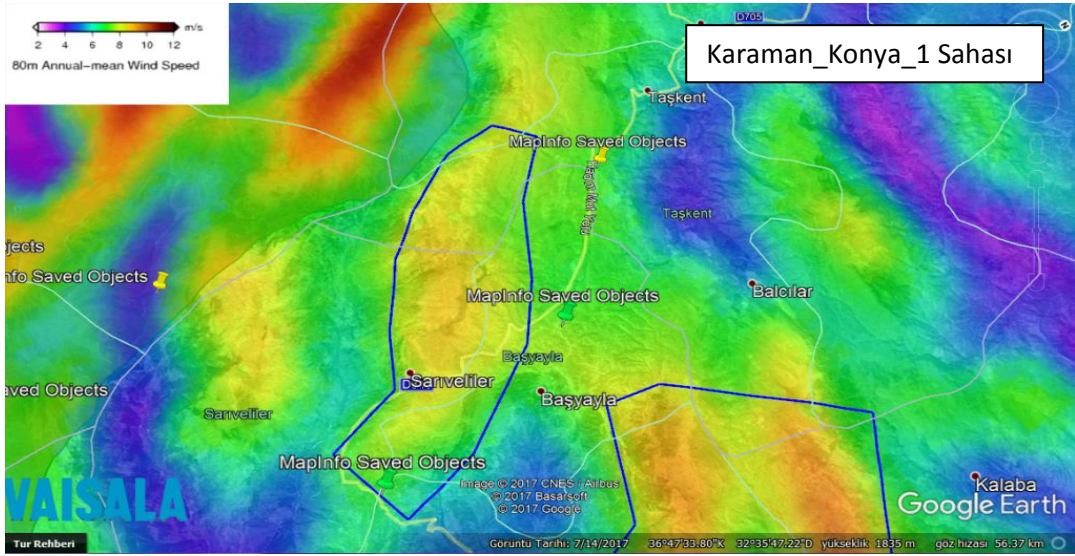 m/s
2 4 6 8 10 12
80m Annual-mean Wind Speed
Karaman_Konya_1 Sahası
D705
N
Taşkent
MapInfo Saved Objects
Taşkent
jects
nfo Saved Objects
Balcılar
MapInfo Saved Objects
Başyayla
Sarıveliler
D
aved Objects
Başyayla
Sarıveliler
MapInfo Saved Objects
Image © 2017 CNES / Airbus
© 2017 Basarsoft
© 2017 Google
Kalaba
VAISALA
Google Earth
Tur Rehberi
Görüntü Tarihi: 7/14/2017 36°47'33.80"K 32°35'47.22"D yükseklik 1835 m göz hizası 56.37 km